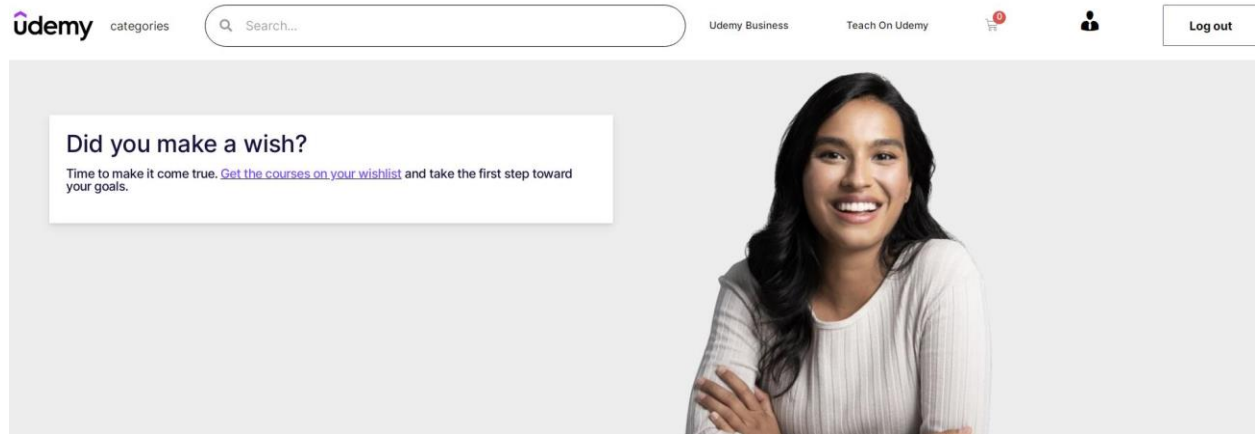 ûdemy
categories
Search...
Udemy Business
Teach On Udemy
0
Log out
Did you make a wish?
Time to make it come true. Get the courses on your wishlist and take the first step toward
your goals.